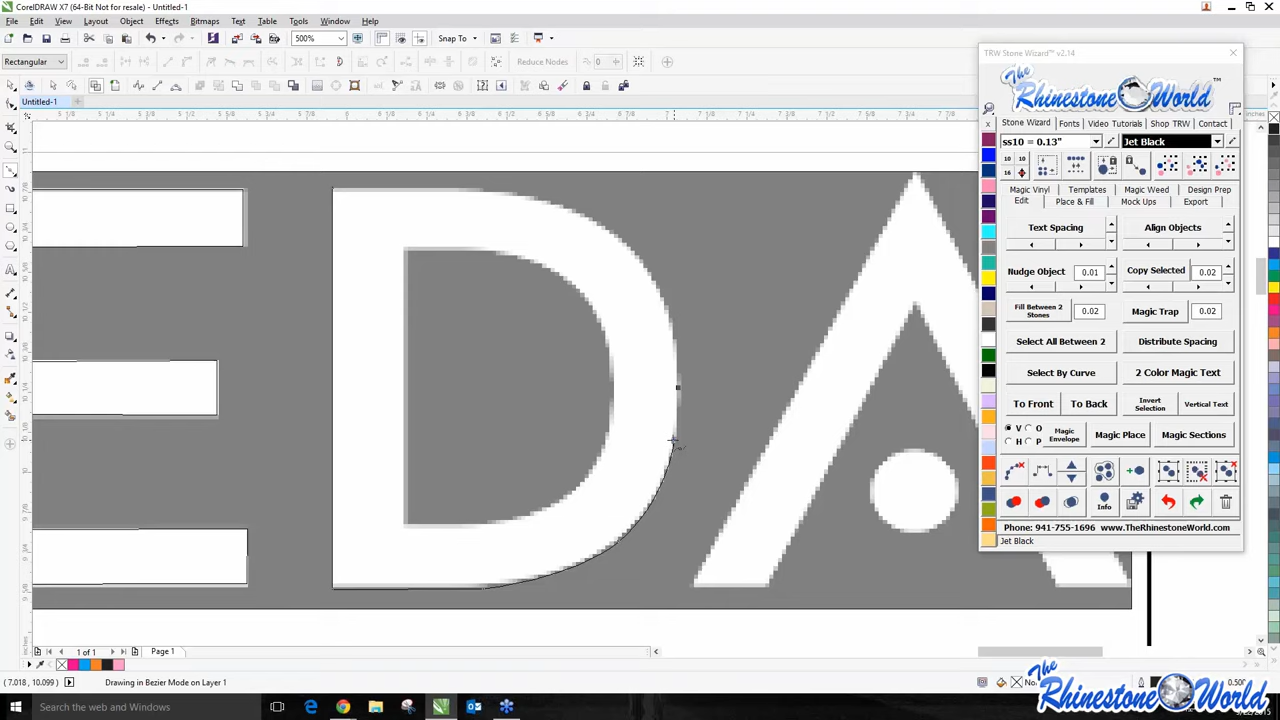 CorelDRAW X7 (64-Bit Not for resale) - Untitled-1
File Edit View Layout Object Effects Bitmaps Text Table Tools Window Help
500% Snap To
Rectangular Reduce Nodes 0
Untitled-1
TRW Stone Wizard™ v2.14
The Rhinestone World ™
Stone Wizard Fonts Video Tutorials Shop TRW Contact
ss10 = 0.13" Jet Black
10 10
16
Magic Vinyl Templates Magic Weed Design Prep
Edit Place & Fill Mock Ups Export
Text Spacing Align Objects
Nudge Object 0.01 Copy Selected 0.02
Fill Between 2 Stones 0.02 Magic Trap 0.02
Select All Between 2 Distribute Spacing
Select By Curve 2 Color Magic Text
To Front To Back Invert Selection Vertical Text
V O H P Magic Envelope Magic Place Magic Sections
Info
Phone: 941-755-1696 www.TheRhinestoneWorld.com
Jet Black
EDA
1 of 1 Page 1
(7.018, 10.099) Drawing in Bezier Mode on Layer 1
The Rhinestone World
Search the web and Windows